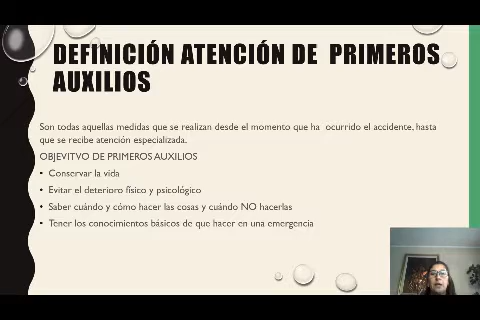 DEFINICIÓN ATENCIÓN DE PRIMEROS
AUXILIOS
Son todas aquellas medidas que se realizan desde el momento que ha ocurrido el accidente, hasta
que se recibe atención especializada.
OBJEVITVO DE PRIMEROS AUXILIOS
• Conservar la vida
• Evitar el deterioro físico y psicológico
• Saber cuándo y cómo hacer las cosas y cuándo NO hacerlas
• Tener los conocimientos básicos de que hacer en una emergencia